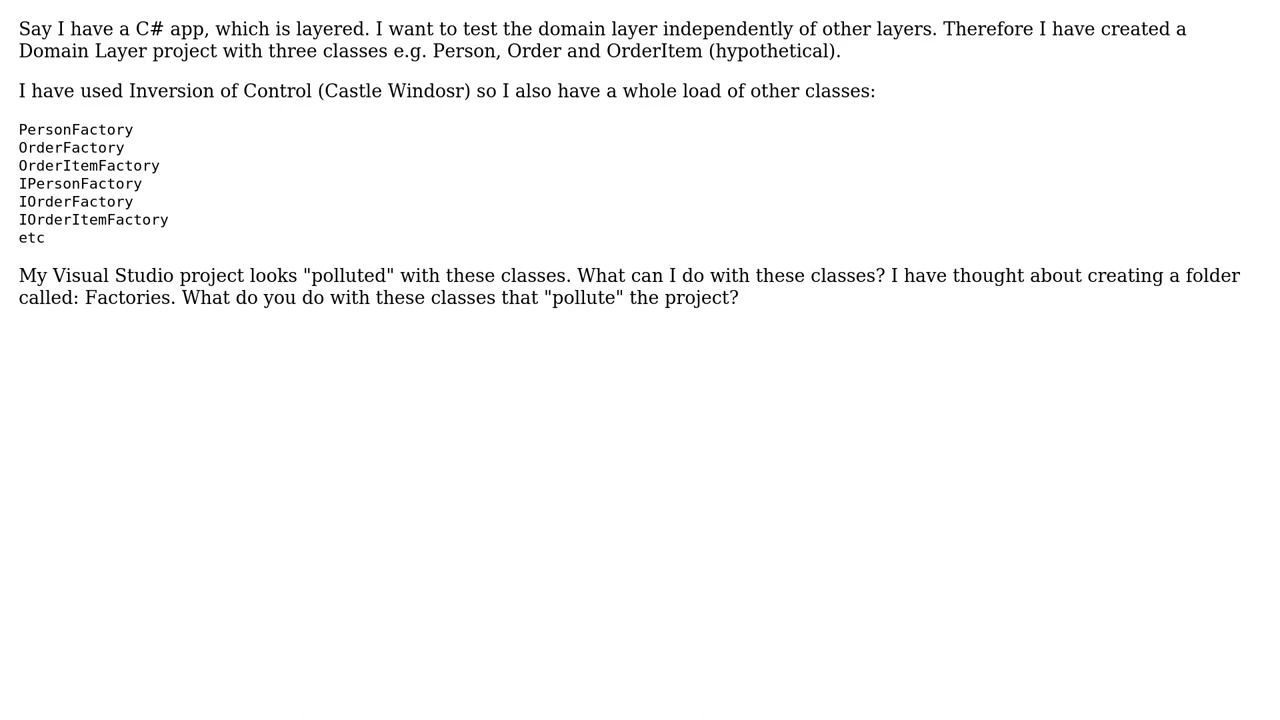 Say I have a C# app, which is layered. I want to test the domain layer independently of other layers. Therefore I have created a
Domain Layer project with three classes e.g. Person, Order and OrderItem (hypothetical).
I have used Inversion of Control (Castle Windosr) so I also have a whole load of other classes:
PersonFactory
OrderFactory
OrderItemFactory
IPersonFactory
IOrderFactory
IOrderItemFactory
etc
My Visual Studio project looks "polluted" with these classes. What can I do with these classes? I have thought about creating a folder
called: Factories. What do you do with these classes that "pollute" the project?